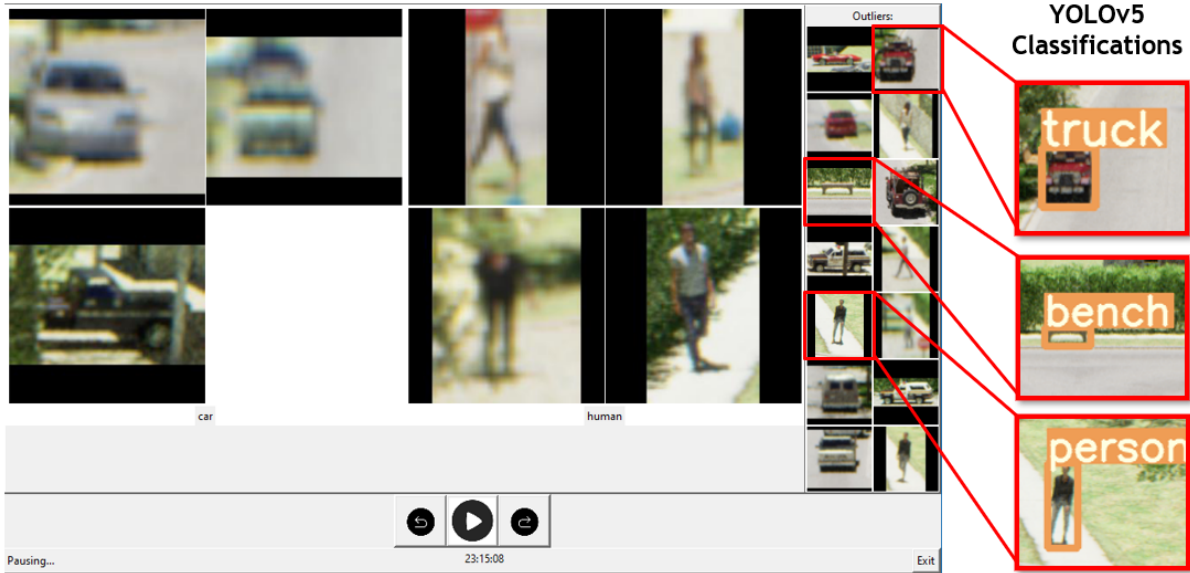 Outliers:
YOLOv5
Classifications
truck
bench
person
car
human
Pausing...
23:15:08
Exit